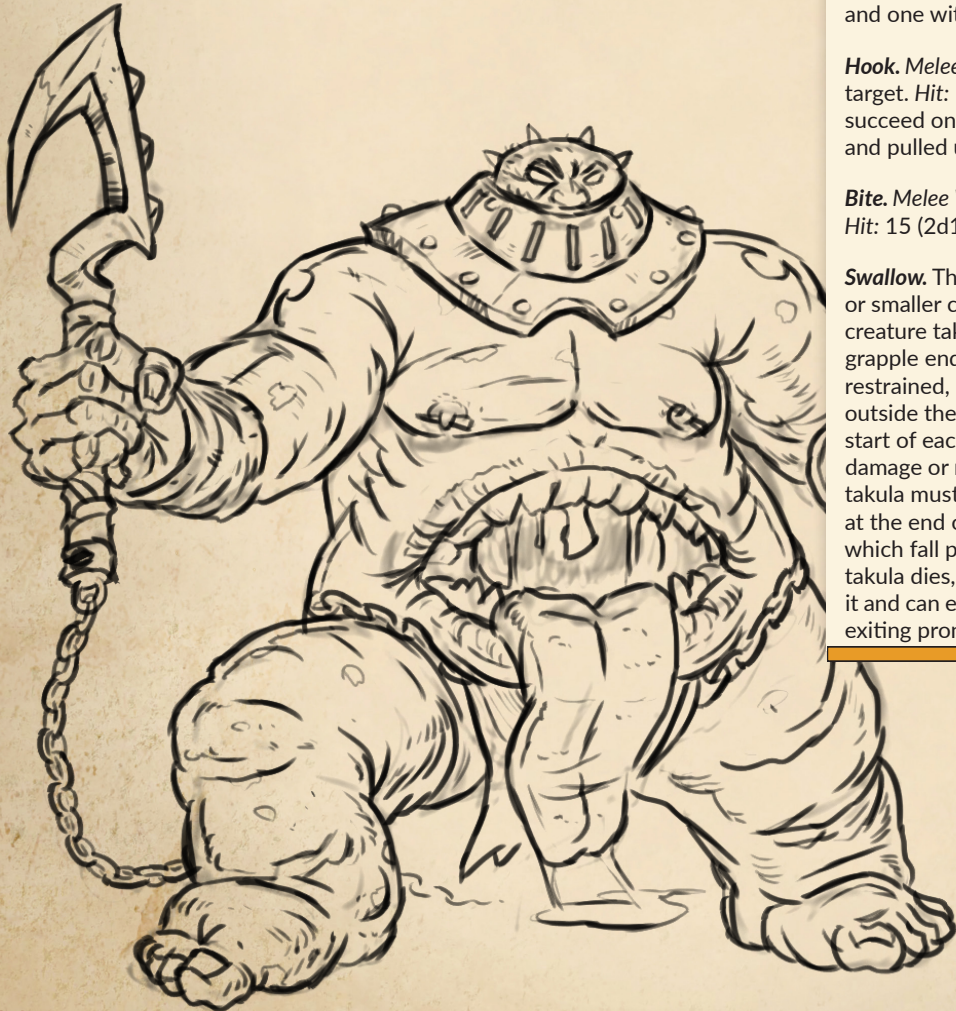 and one wit
Hook. Melee
target. Hit:
succeed on
and pulled u
Bite. Melee
Hit: 15 (2d1
Swallow. Th
or smaller c
creature tak
grapple end
restrained,
outside the
start of eac
damage or r
takula must
at the end o
which fall p
takula dies,
it and can e
exiting pron